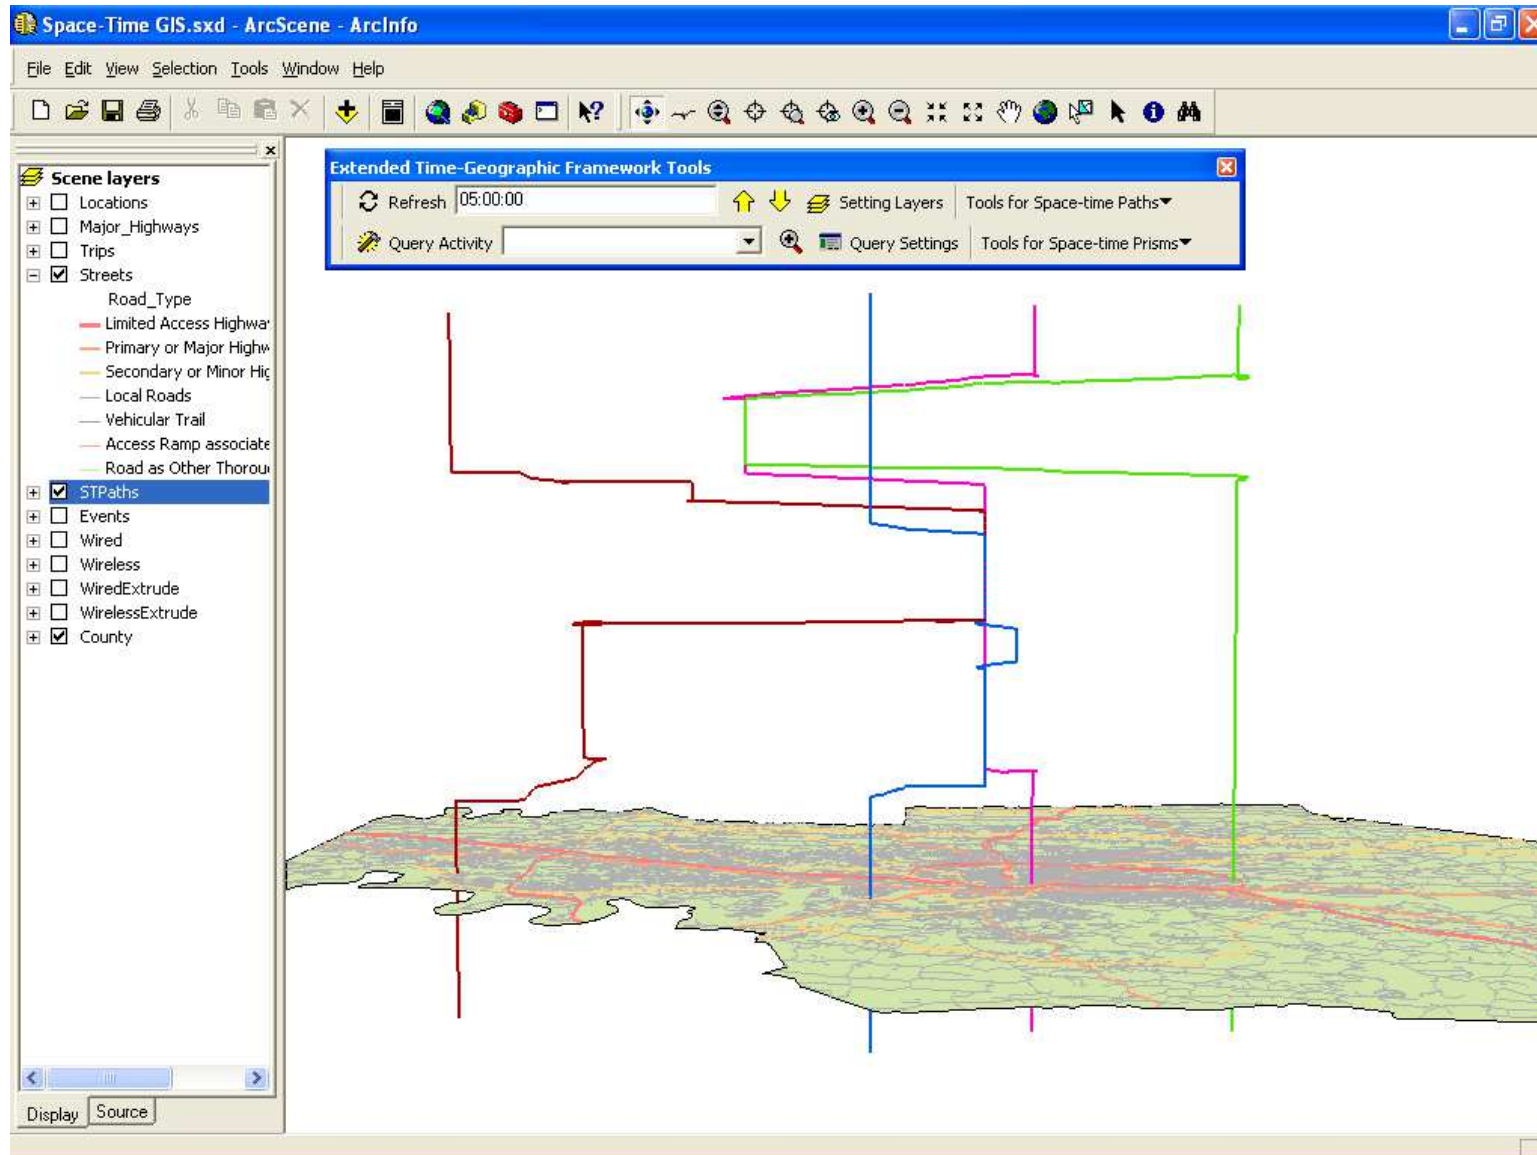 Space-Time GIS.sxd - ArcScene - ArcInfo
File Edit View Selection Tools Window Help
Scene layers
Locations
Major_Highways
Trips
Streets
Road_Type
Limited Access Highwa
Primary or Major Highw
Secondary or Minor Hig
Local Roads
Vehicular Trail
Access Ramp associate
Road as Other Thorou
STPaths
Events
Wired
Wireless
WiredExtrude
WirelessExtrude
County
Display Source
Extended Time-Geographic Framework Tools
Refresh 05:00:00 Setting Layers Tools for Space-time Paths
Query Activity Query Settings Tools for Space-time Prisms